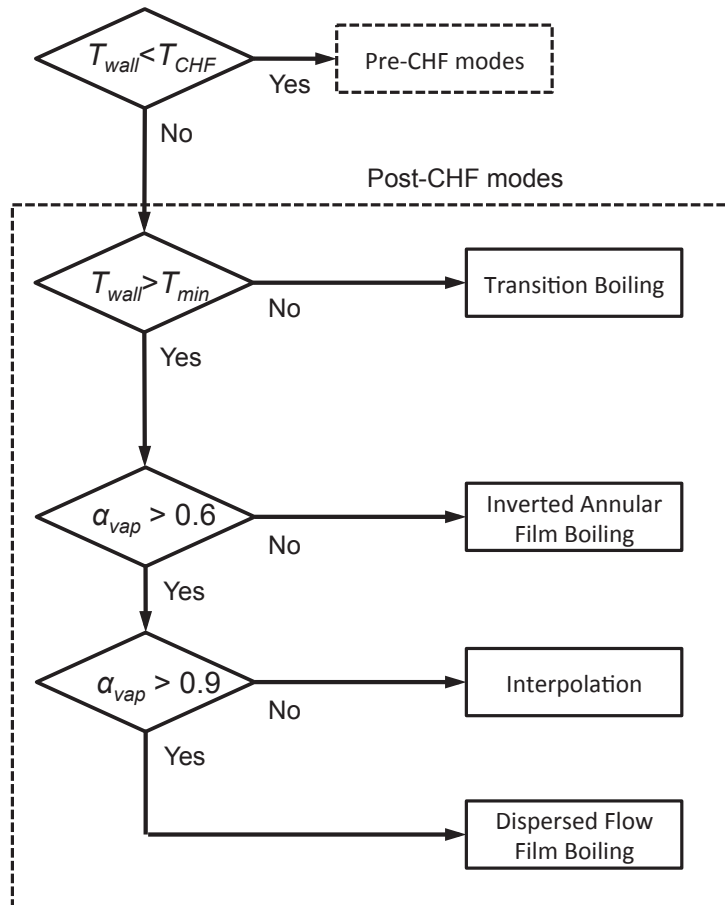 T_wall<T_CHF
Pre-CHF modes
Yes
No
Post-CHF modes
T_wall>T_min
Transition Boiling
No
Yes
α_vap > 0.6
Inverted Annular
Film Boiling
No
Yes
α_vap > 0.9
Interpolation
No
Yes
Dispersed Flow
Film Boiling